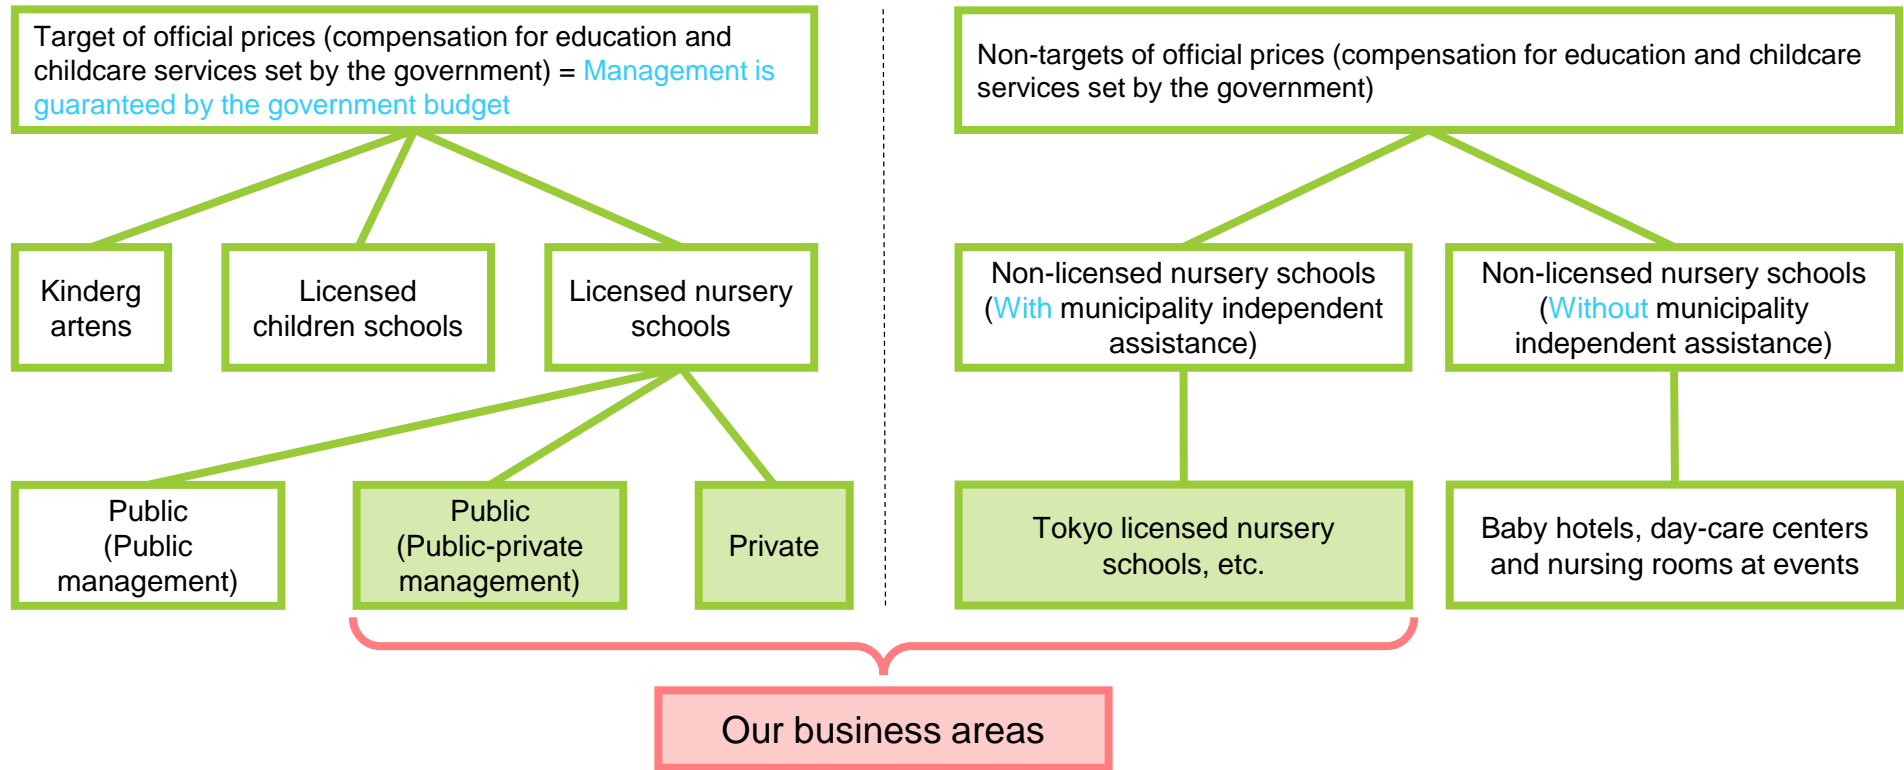 Target of official prices (compensation for education and
childcare services set by the government) = Management is
guaranteed by the government budget
Non-targets of official prices (compensation for education and childcare
services set by the government)
Kinderg
artens
Licensed
children schools
Licensed nursery
schools
Non-licensed nursery schools
(With municipality independent
assistance)
Non-licensed nursery schools
(Without municipality
independent assistance)
Public
(Public
management)
Public
(Public-private
management)
Private
Tokyo licensed nursery
schools, etc.
Baby hotels, day-care centers
and nursing rooms at events
Our business areas